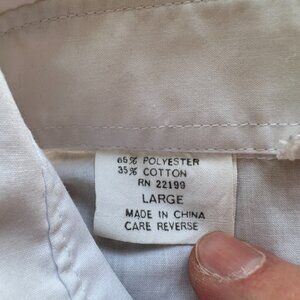 65% POLYESTER
35% COTTON
RN 22199
LARGE
MADE IN CHINA
CARE REVERSE